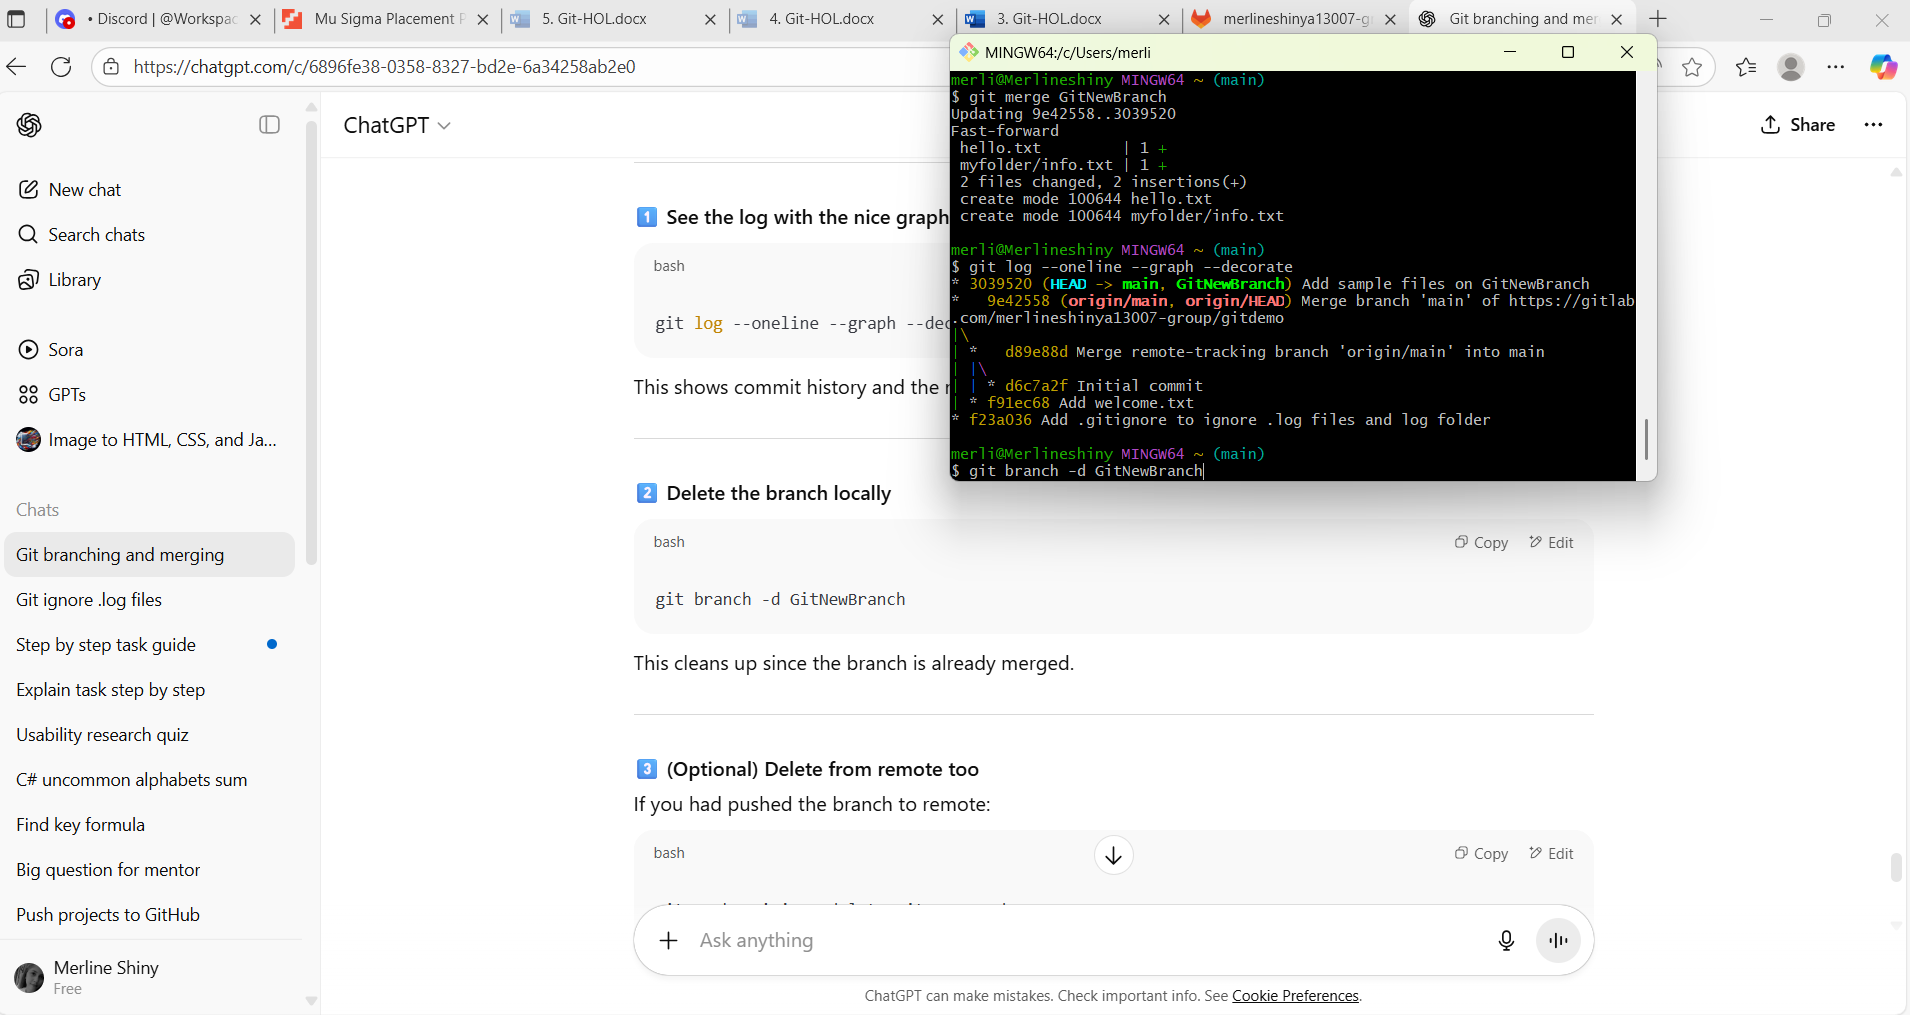 • Discord | @Workspac
Mu Sigma Placement P
5. Git-HOL.docx
4. Git-HOL.docx
3. Git-HOL.docx
merlineshinya13007-gr
Git branching and mer
https://chatgpt.com/c/6896fe38-0358-8327-bd2e-6a34258ab2e0
MINGW64:/c/Users/merli
merli@Merlineshiny MINGW64 ~ (main)
$ git merge GitNewBranch
Updating 9e42558..3039520
Fast-forward
hello.txt | 1 +
myfolder/info.txt | 1 +
2 files changed, 2 insertions(+)
create mode 100644 hello.txt
create mode 100644 myfolder/info.txt
merli@Merlineshiny MINGW64 ~ (main)
$ git log --oneline --graph --decorate
* 3039520 (HEAD -> main, GitNewBranch) Add sample files on GitNewBranch
*   9e42558 (origin/main, origin/HEAD) Merge branch 'main' of https://gitlab
.com/merlineshinya13007-group/gitdemo
|\
| *   d89e88d Merge remote-tracking branch 'origin/main' into main
| |\
| | * d6c7a2f Initial commit
| * f91ec68 Add welcome.txt
* f23a036 Add .gitignore to ignore .log files and log folder
merli@Merlineshiny MINGW64 ~ (main)
$ git branch -d GitNewBranch
ChatGPT
Share
New chat
Search chats
Library
Sora
GPTs
Image to HTML, CSS, and Ja...
Chats
Git branching and merging
Git ignore .log files
Step by step task guide
Explain task step by step
Usability research quiz
C# uncommon alphabets sum
Find key formula
Big question for mentor
Push projects to GitHub
Merline Shiny
Free
1 See the log with the nice graph
bash
git log --oneline --graph --dec
This shows commit history and the
2 Delete the branch locally
bash
Copy Edit
git branch -d GitNewBranch
This cleans up since the branch is already merged.
3 (Optional) Delete from remote too
If you had pushed the branch to remote:
bash
Copy Edit
Ask anything
ChatGPT can make mistakes. Check important info. See Cookie Preferences.